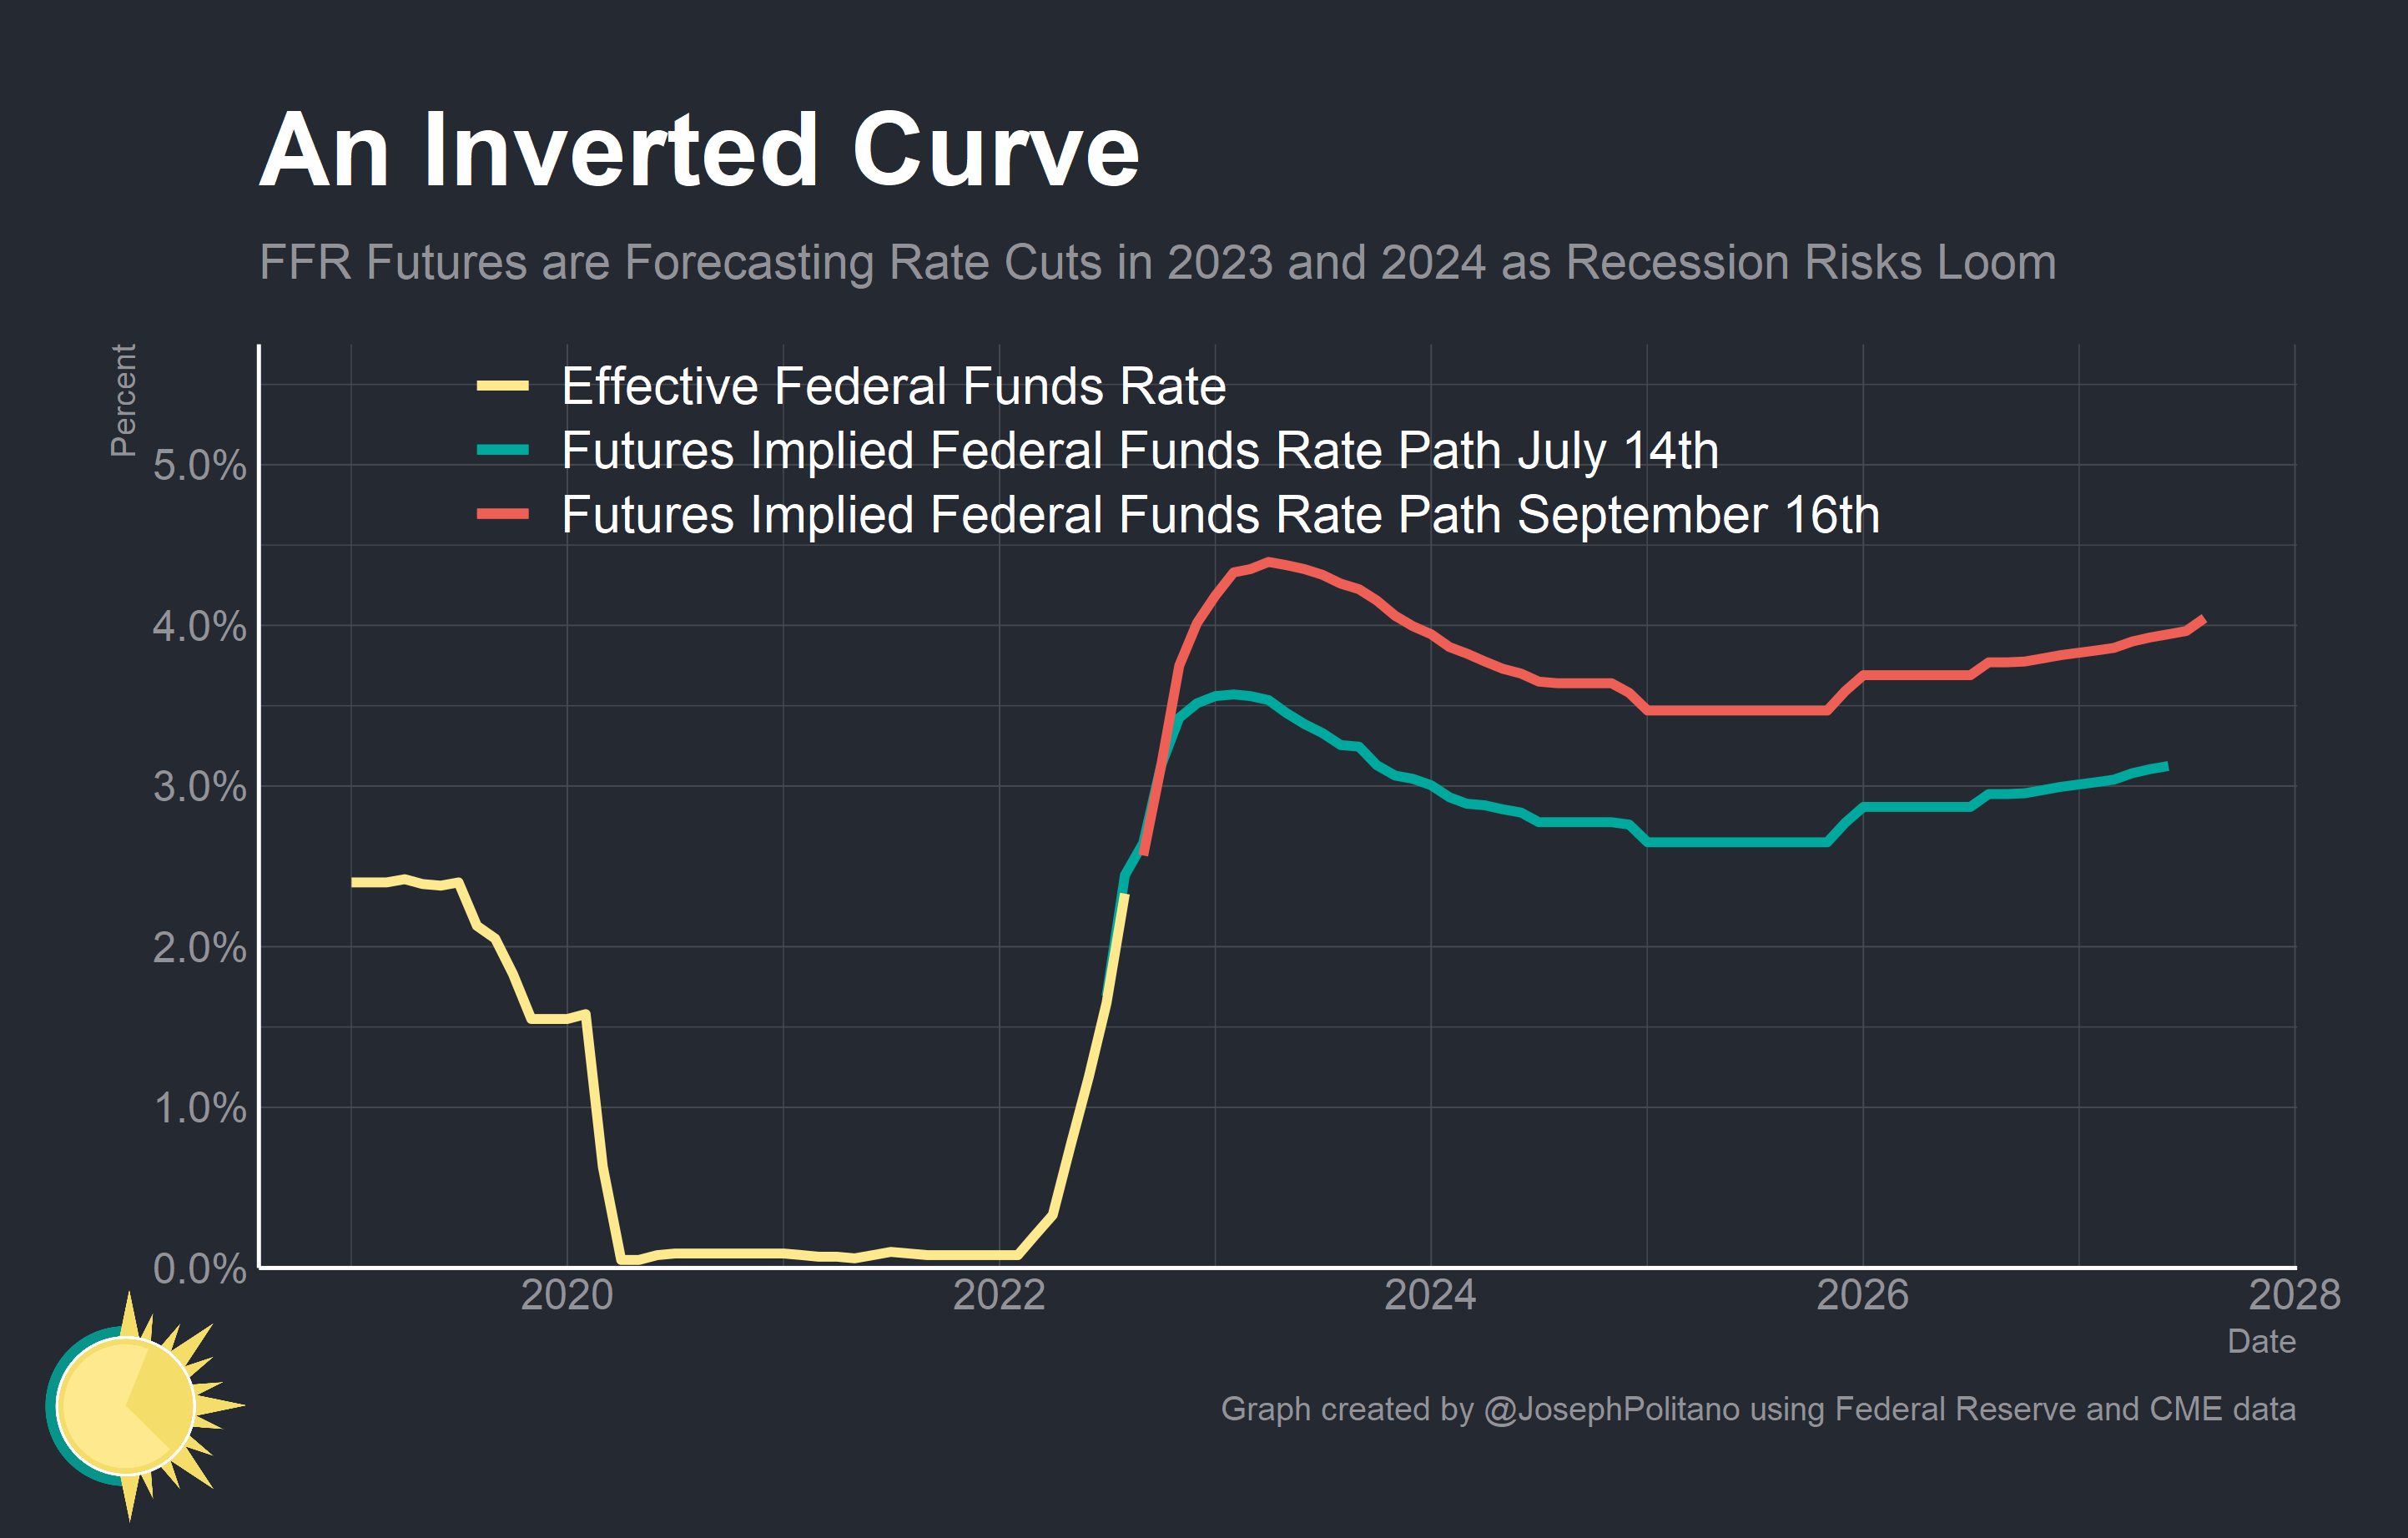 An Inverted Curve
FFR Futures are Forecasting Rate Cuts in 2023 and 2024 as Recession Risks Loom
Percent
Effective Federal Funds Rate
Futures Implied Federal Funds Rate Path July 14th
Futures Implied Federal Funds Rate Path September 16th
5.0%
4.0%
3.0%
2.0%
1.0%
0.0%
2020 2022 2024 2026 2028
Date
Graph created by @JosephPolitano using Federal Reserve and CME data